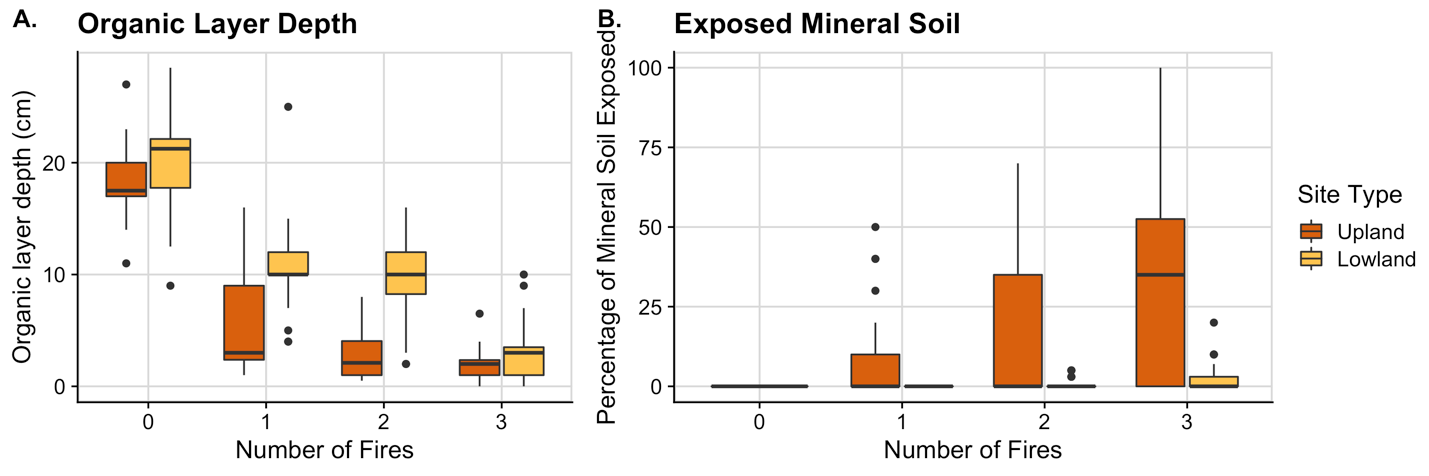 A.
Organic Layer Depth
Organic layer depth (cm)
20
10
0
0 1 2 3
Number of Fires
B.
Exposed Mineral Soil
Percentage of Mineral Soil Exposed
100
75
50
25
0
0 1 2 3
Number of Fires
Site Type
Upland
Lowland